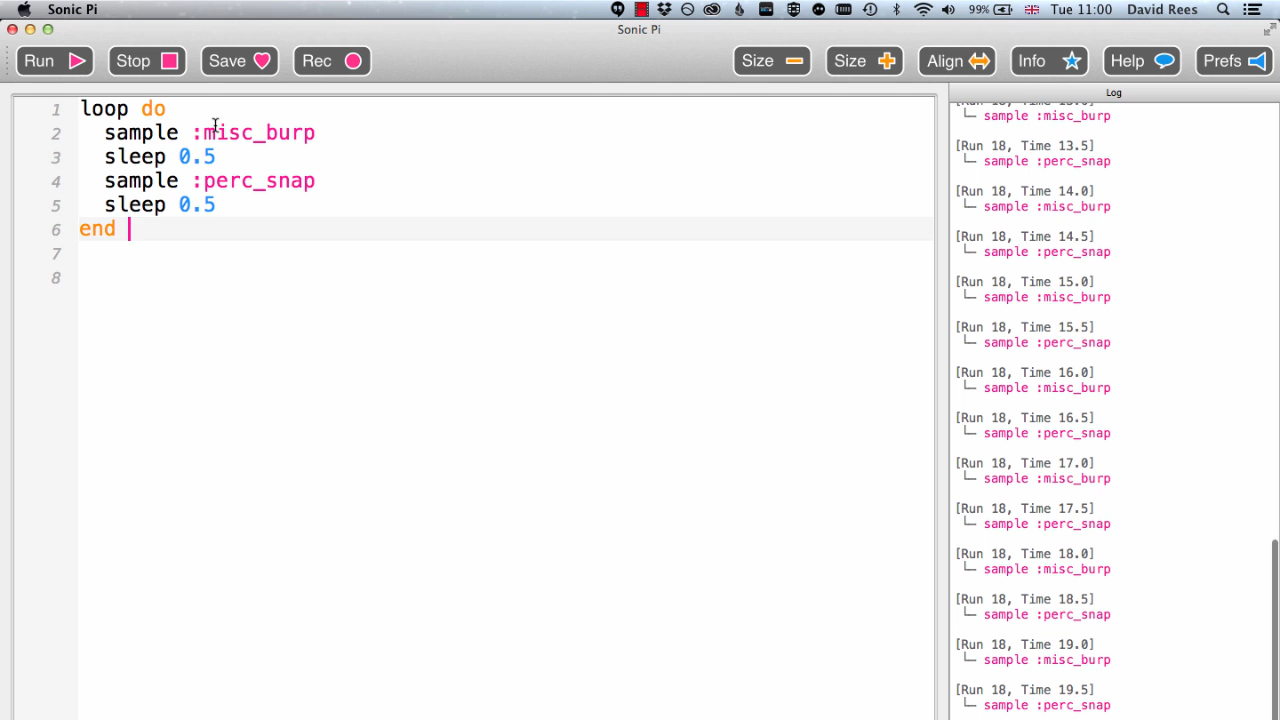 Sonic Pi 99% Tue 11:00 David Rees
Sonic Pi
Run Stop Save Rec Size Size Align Info Help Prefs
Log
1 loop do
2 sample :misc_burp
3 sleep 0.5
4 sample :perc_snap
5 sleep 0.5
6 end
7
8
sample :misc_burp
[Run 18, Time 13.5]
sample :perc_snap
[Run 18, Time 14.0]
sample :misc_burp
[Run 18, Time 14.5]
sample :perc_snap
[Run 18, Time 15.0]
sample :misc_burp
[Run 18, Time 15.5]
sample :perc_snap
[Run 18, Time 16.0]
sample :misc_burp
[Run 18, Time 16.5]
sample :perc_snap
[Run 18, Time 17.0]
sample :misc_burp
[Run 18, Time 17.5]
sample :perc_snap
[Run 18, Time 18.0]
sample :misc_burp
[Run 18, Time 18.5]
sample :perc_snap
[Run 18, Time 19.0]
sample :misc_burp
[Run 18, Time 19.5]
sample :perc_snap